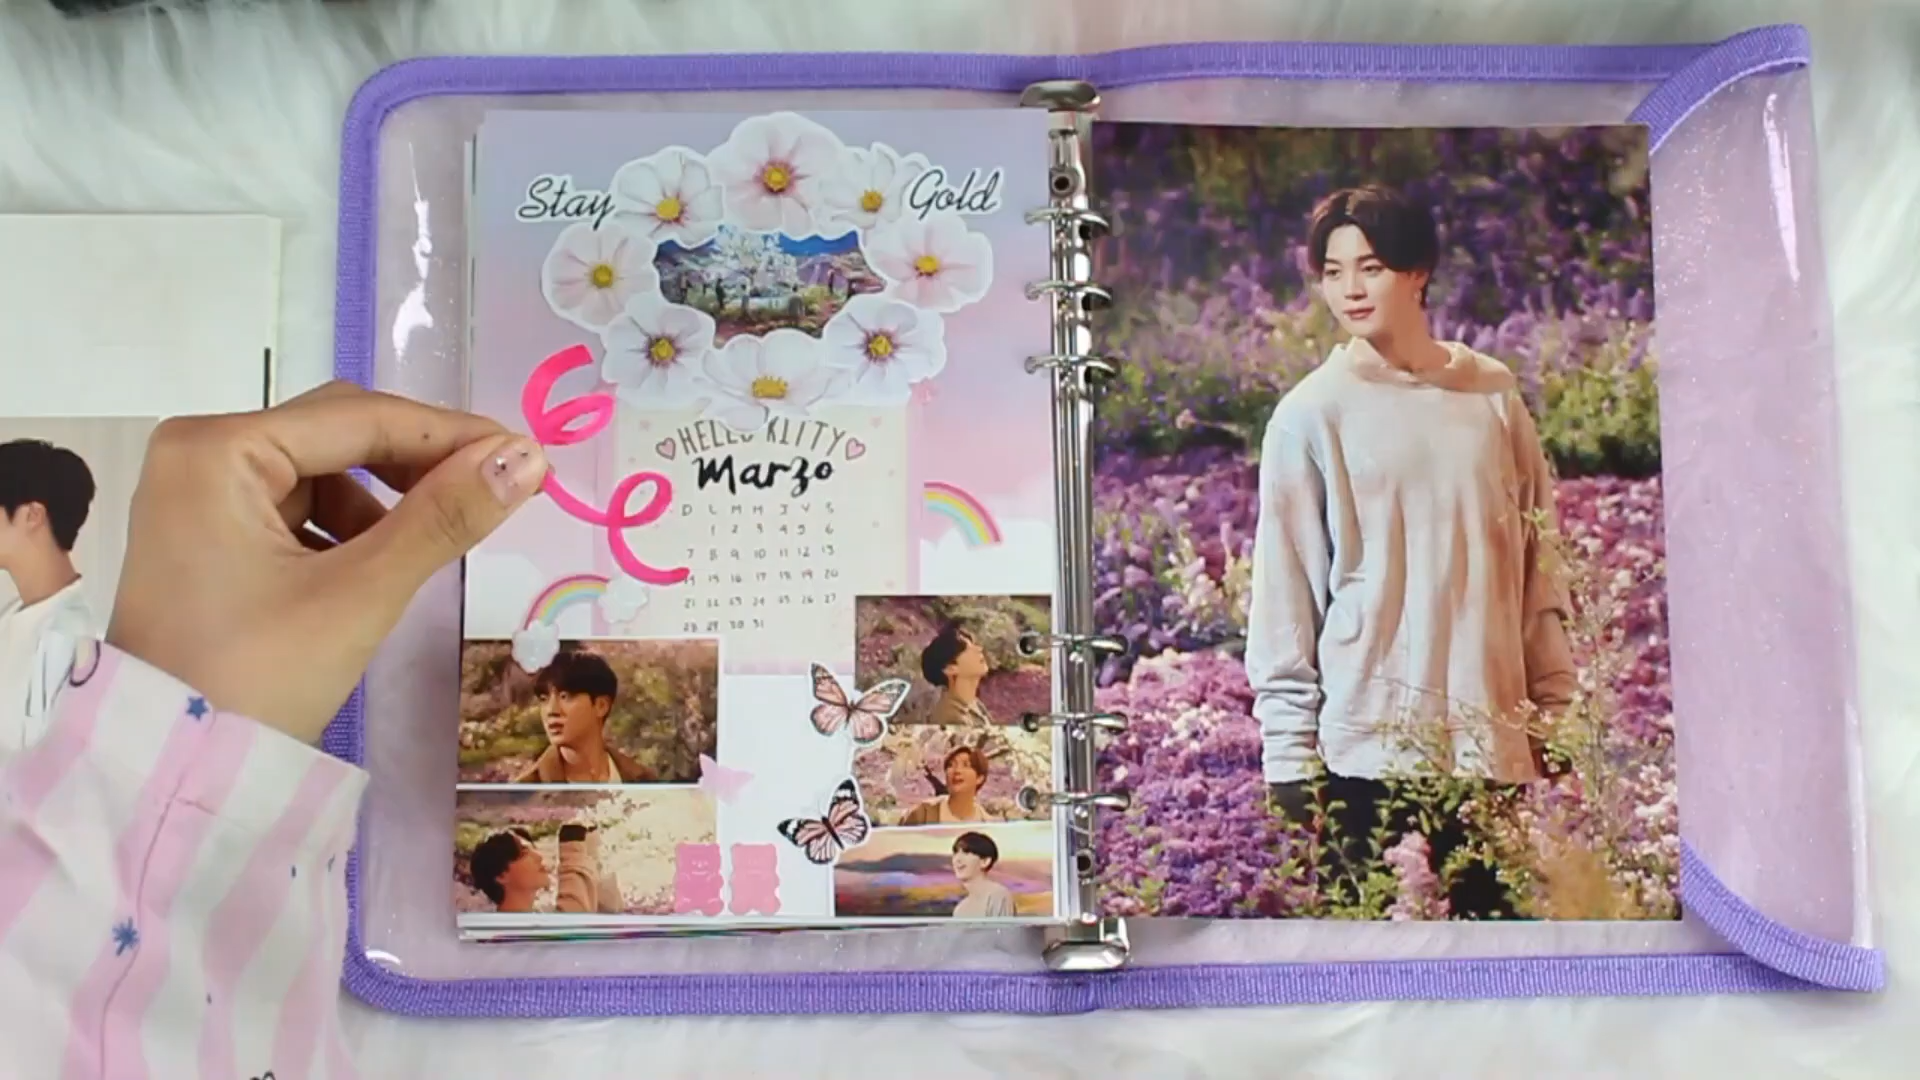 Stay Gold
HELLO KITTY
Marzo
D L M M J V S
1 2 3 4 5 6
7 8 9 10 11 12 13
14 15 16 17 18 19 20
21 22 23 24 25 26 27
28 29 30 31